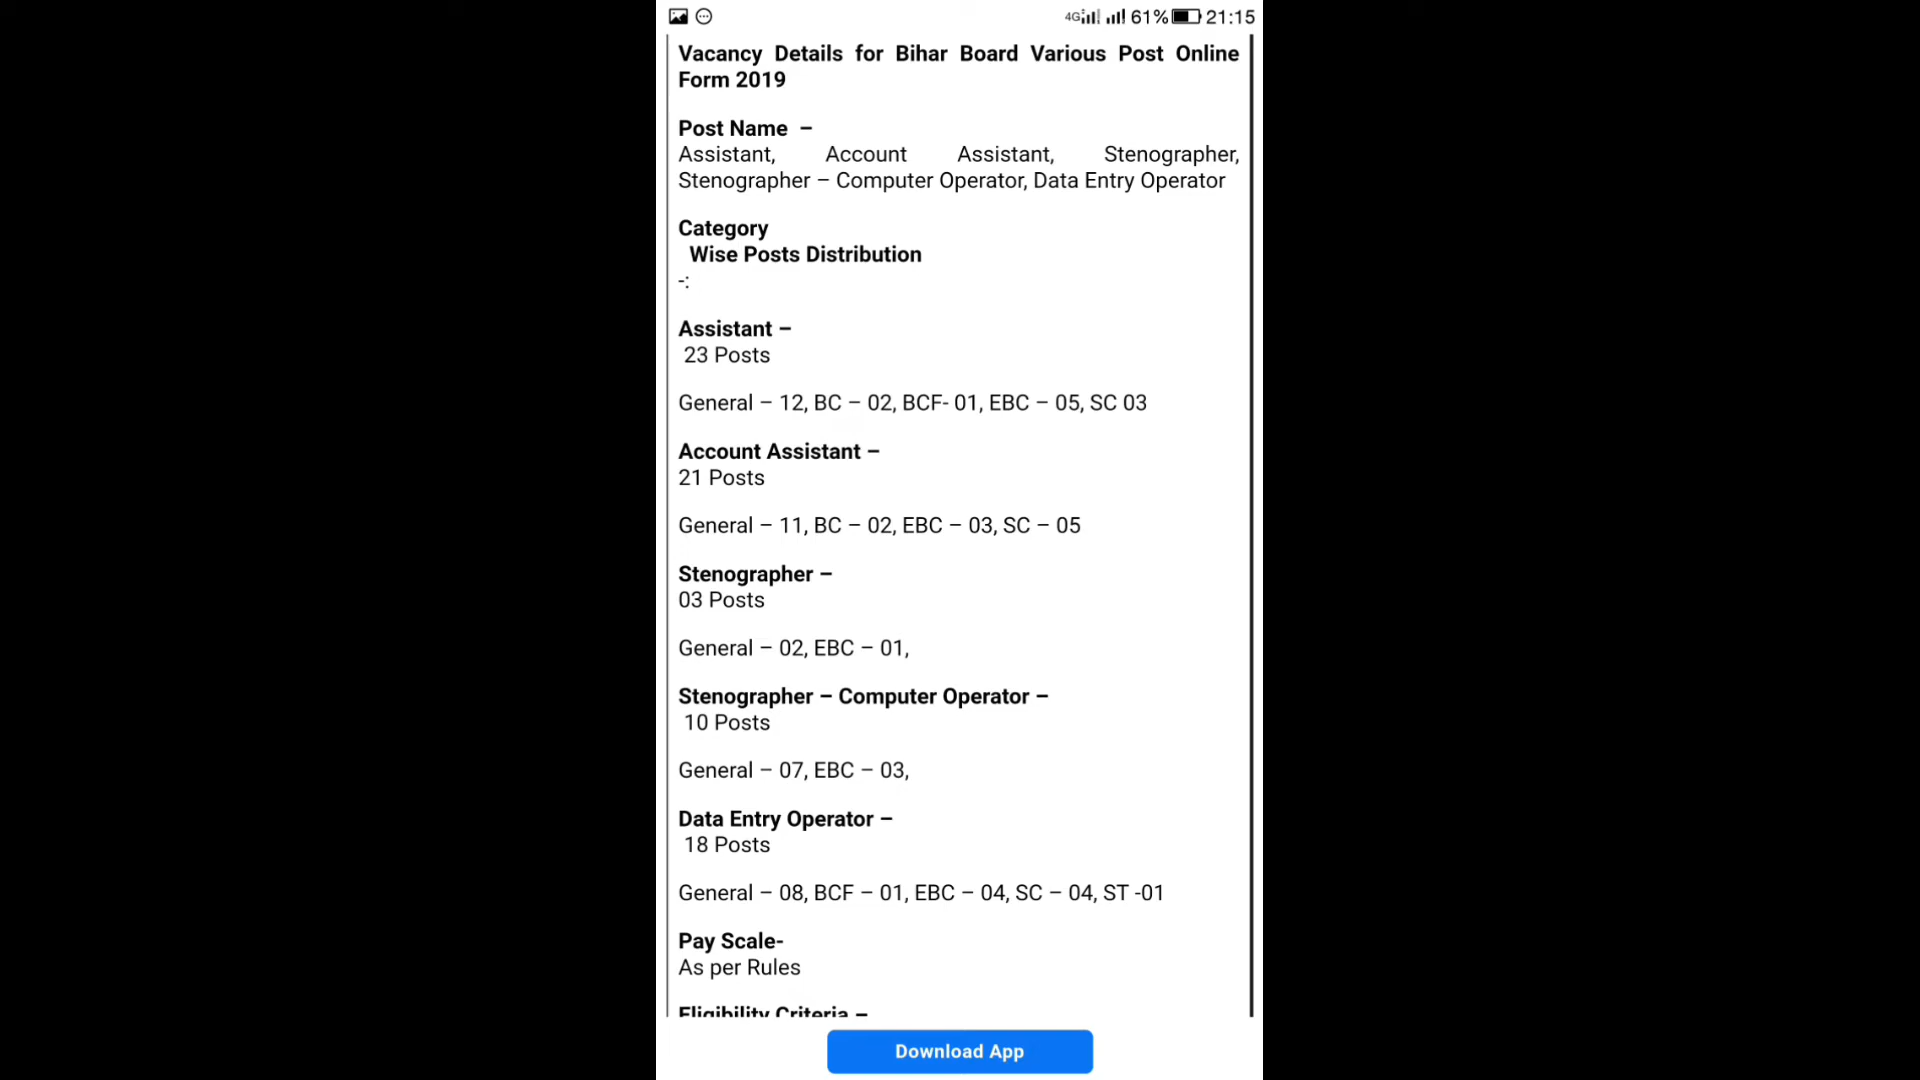 4G 61% 21:15
Vacancy Details for Bihar Board Various Post Online
Form 2019
Post Name –
Assistant, Account Assistant, Stenographer,
Stenographer – Computer Operator, Data Entry Operator
Category
Wise Posts Distribution
-:
Assistant –
23 Posts
General – 12, BC – 02, BCF- 01, EBC – 05, SC 03
Account Assistant –
21 Posts
General – 11, BC – 02, EBC – 03, SC – 05
Stenographer –
03 Posts
General – 02, EBC – 01,
Stenographer – Computer Operator –
10 Posts
General – 07, EBC – 03,
Data Entry Operator –
18 Posts
General – 08, BCF – 01, EBC – 04, SC – 04, ST -01
Pay Scale-
As per Rules
Eligibility Criteria –
Download App